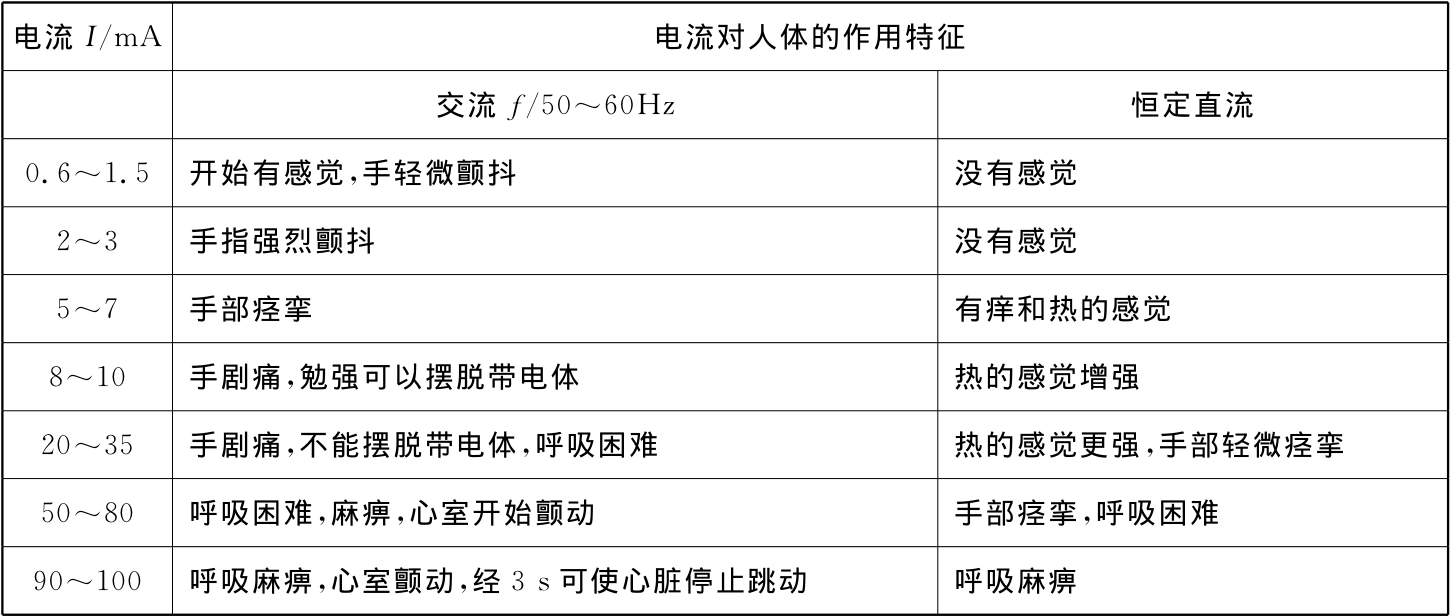 电流 I/mA 电流对人体的作用特征
交流 f/50～60Hz 恒定直流
0.6～1.5 开始有感觉,手轻微颤抖 没有感觉
2～3 手指强烈颤抖 没有感觉
5～7 手部痉挛 有痒和热的感觉
8～10 手剧痛,勉强可以摆脱带电体 热的感觉增强
20～35 手剧痛,不能摆脱带电体,呼吸困难 热的感觉更强,手部轻微痉挛
50～80 呼吸困难,麻痹,心室开始颤动 手部痉挛,呼吸困难
90～100 呼吸麻痹,心室颤动,经 3 s 可使心脏停止跳动 呼吸麻痹